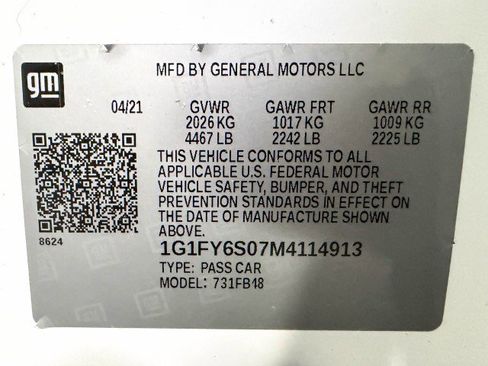 gm
MFD BY GENERAL MOTORS LLC
04/21 GVWR GAWR FRT GAWR RR
2026 KG 1017 KG 1009 KG
4467 LB 2242 LB 2225 LB
THIS VEHICLE CONFORMS TO ALL
APPLICABLE U.S. FEDERAL MOTOR
VEHICLE SAFETY, BUMPER, AND THEFT
PREVENTION STANDARDS IN EFFECT ON
THE DATE OF MANUFACTURE SHOWN
ABOVE.
8624
1G1FY6S07M4114913
TYPE: PASS CAR
MODEL: 731FB48